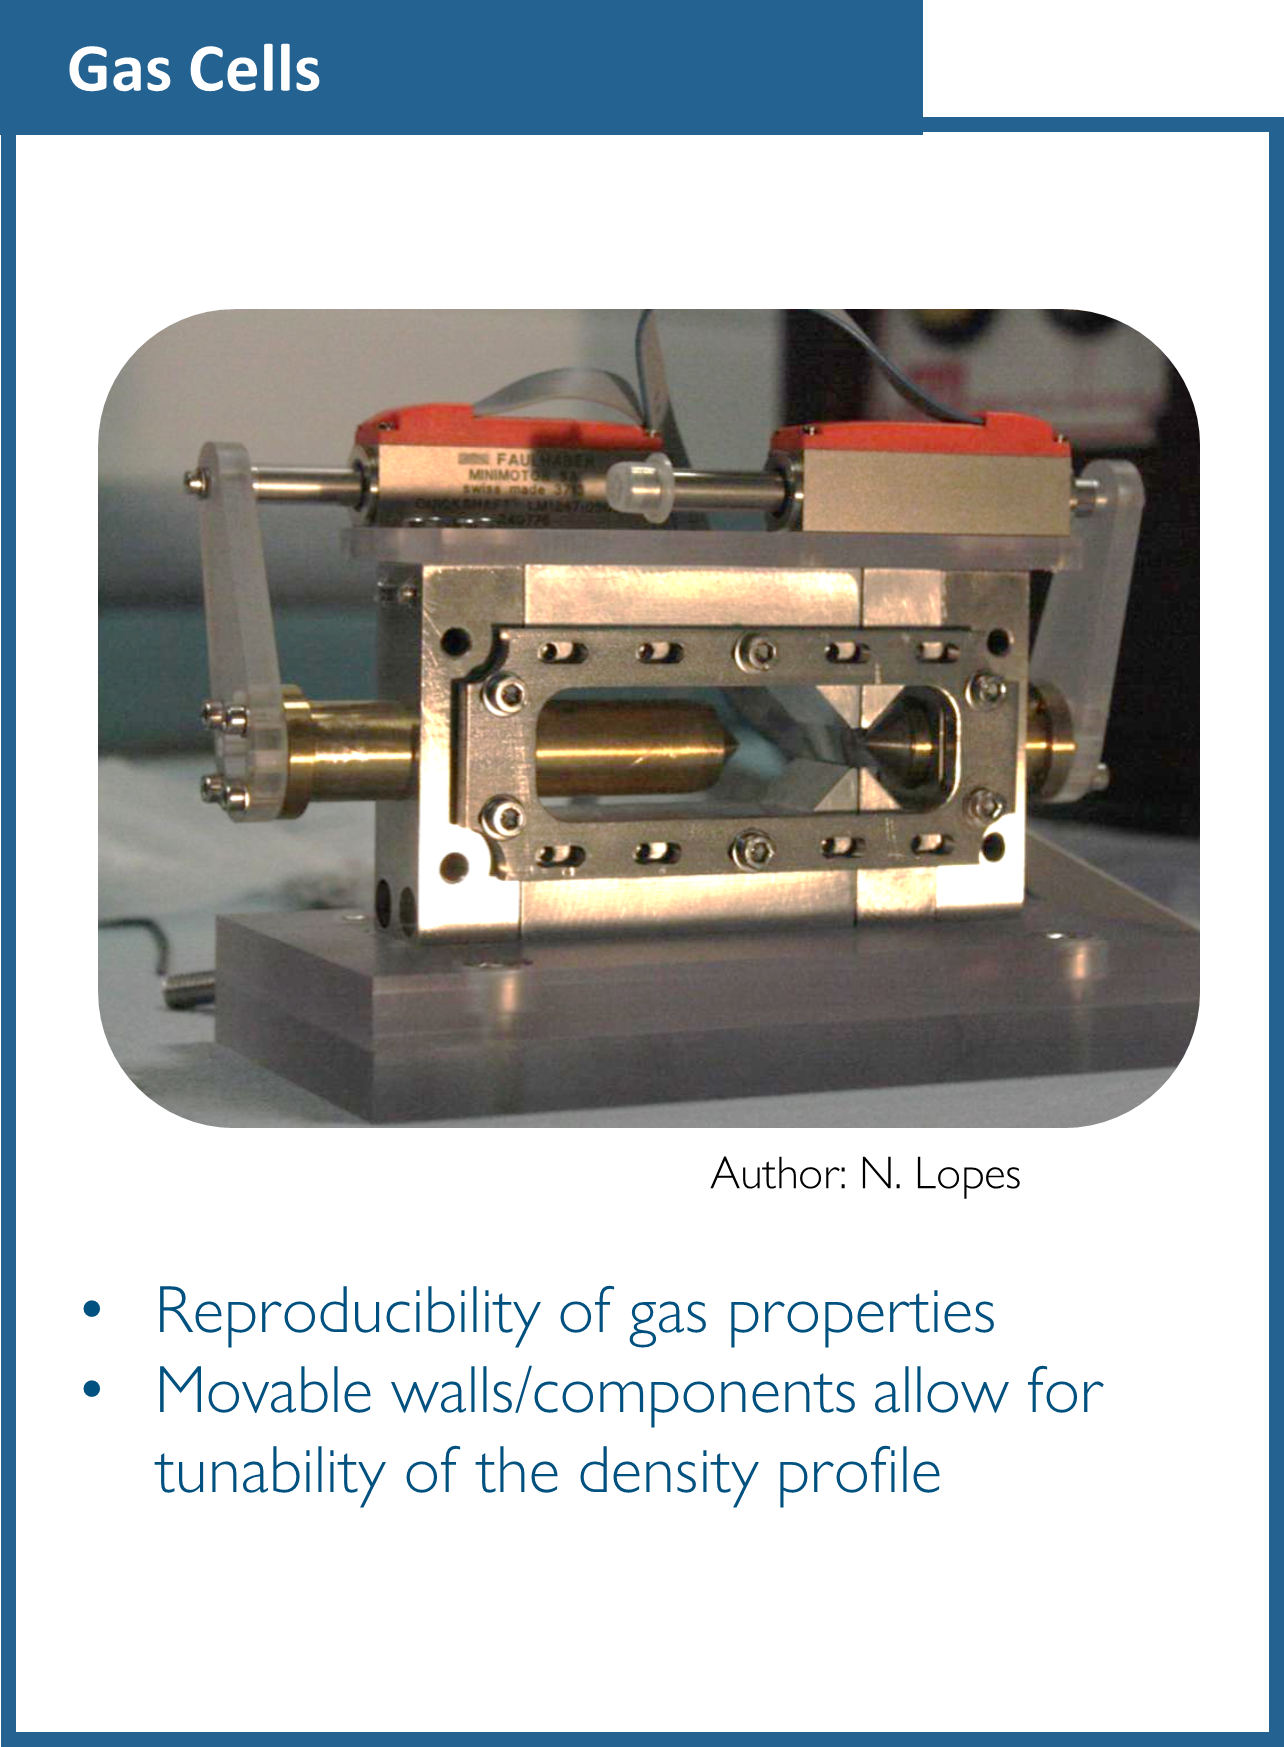 Gas Cells
FAULHABER
MINIMOTOR SA
swiss made
Author: N. Lopes
• Reproducibility of gas properties
• Movable walls/components allow for
tunability of the density profile